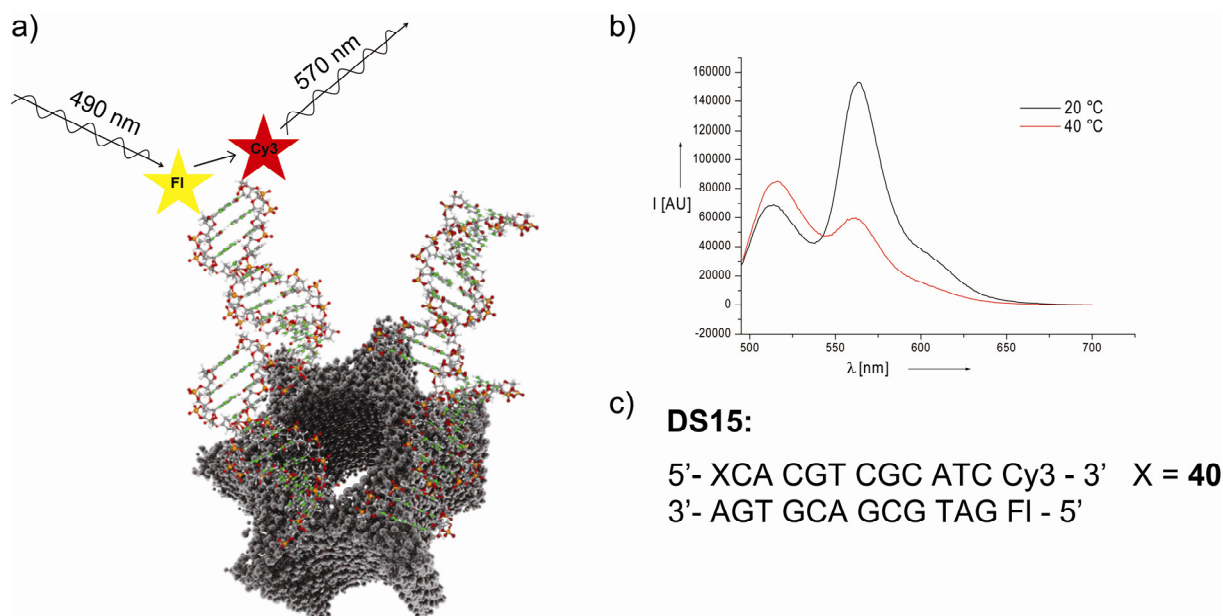 a)
490 nm
570 nm
Fl
Cy3
b)
160000
140000
120000
100000
80000
60000
40000
20000
0
-20000
I [AU]
20 °C
40 °C
500 550 600 650 700
λ [nm]
c)
DS15:
5’- XCA CGT CGC ATC Cy3 - 3’ X = 40
3’- AGT GCA GCG TAG Fl - 5’